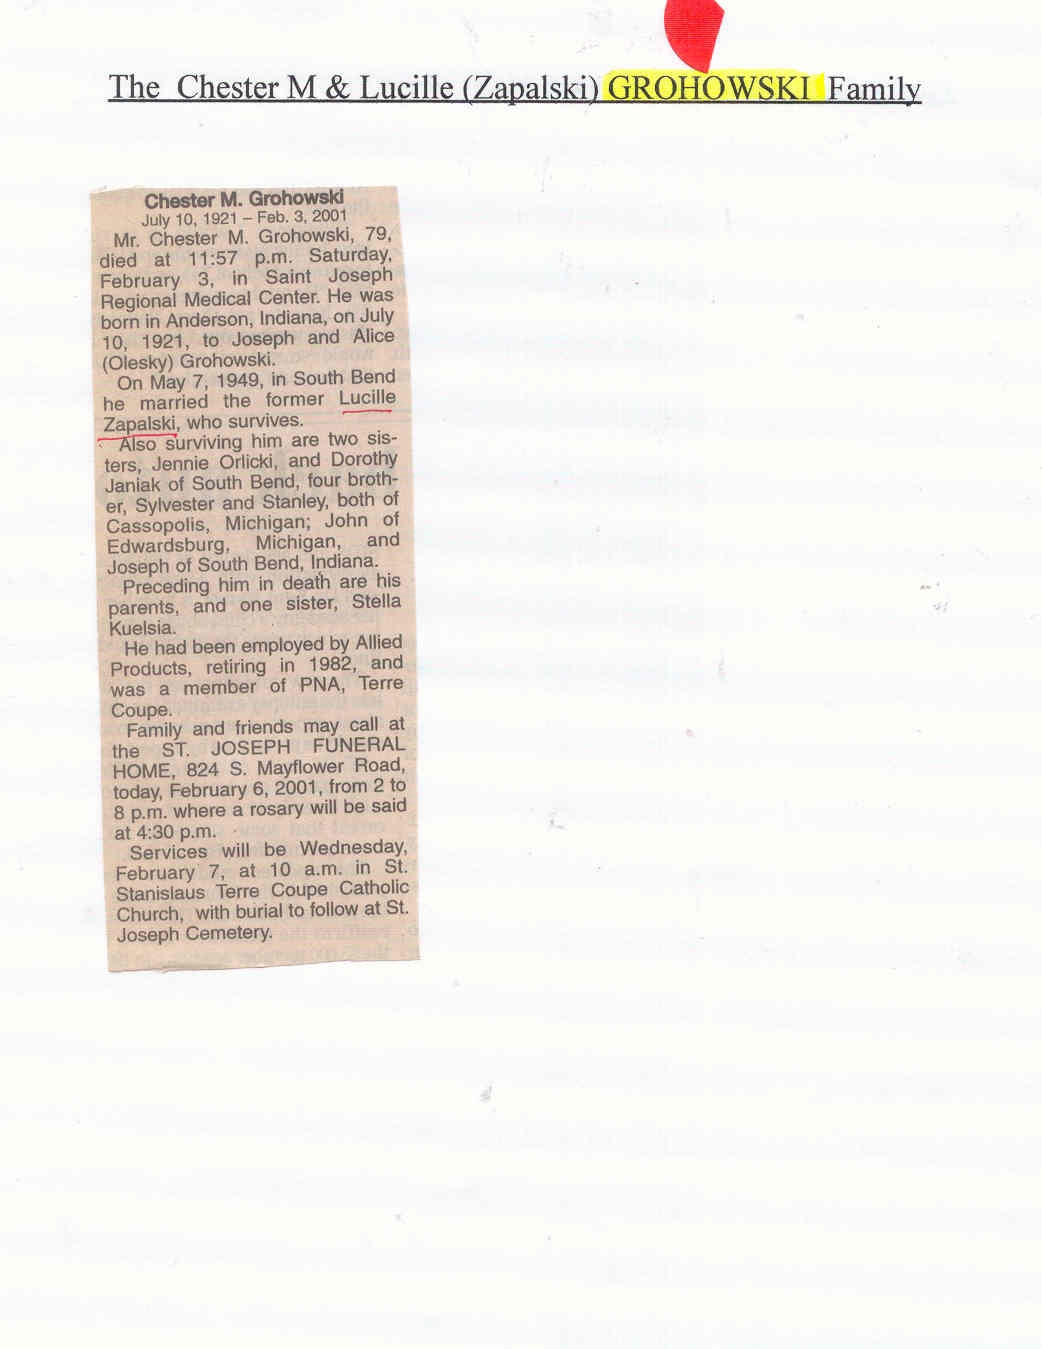 The Chester M & Lucille (Zapalski) GROHOWSKI Family
Chester M. Grohowski
July 10, 1921 – Feb. 3, 2001
Mr. Chester M. Grohowski, 79,
died at 11:57 p.m. Saturday,
February 3, in Saint Joseph
Regional Medical Center. He was
born in Anderson, Indiana, on July
10, 1921, to Joseph and Alice
(Olesky) Grohowski.
On May 7, 1949, in South Bend
he married the former Lucille
Zapalski, who survives.
Also surviving him are two sis-
ters, Jennie Orlicki, and Dorothy
Janiak of South Bend, four broth-
er, Sylvester and Stanley, both of
Cassopolis, Michigan; John of
Edwardsburg, Michigan, and
Joseph of South Bend, Indiana.
Preceding him in death are his
parents, and one sister, Stella
Kuelsia.
He had been employed by Allied
Products, retiring in 1982, and
was a member of PNA, Terre
Coupe.
Family and friends may call at
the ST. JOSEPH FUNERAL
HOME, 824 S. Mayflower Road,
today, February 6, 2001, from 2 to
8 p.m. where a rosary will be said
at 4:30 p.m.
Services will be Wednesday,
February 7, at 10 a.m. in St.
Stanislaus Terre Coupe Catholic
Church, with burial to follow at St.
Joseph Cemetery.